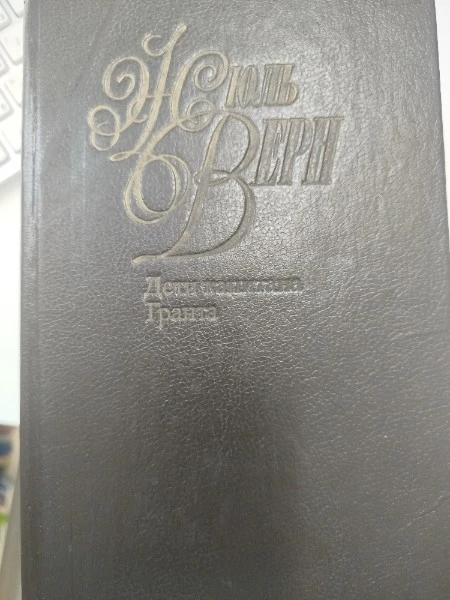 Жюль
Верн
Дети капитана
Гранта